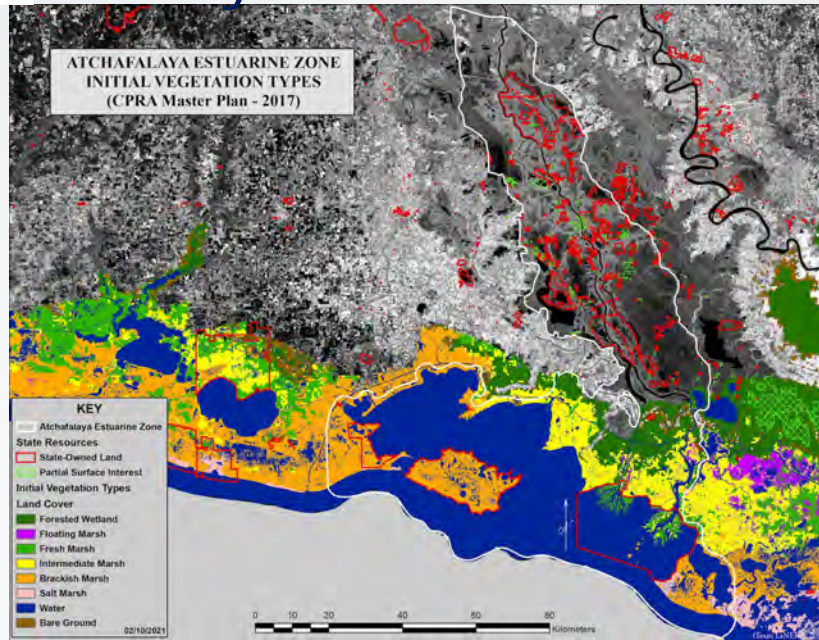 ATCHAFALAYA ESTUARINE ZONE
INITIAL VEGETATION TYPES
(CPRA Master Plan - 2017)
KEY
Atchafalaya Estuarine Zone
State Resources
State-Owned Land
Partial Surface Interest
Initial Vegetation Types
Land Cover
Forested Wetland
Floating Marsh
Fresh Marsh
Intermediate Marsh
Brackish Marsh
Salt Marsh
Water
Bare Ground
02/10/2021
0 20 40 60 80
Kilometers